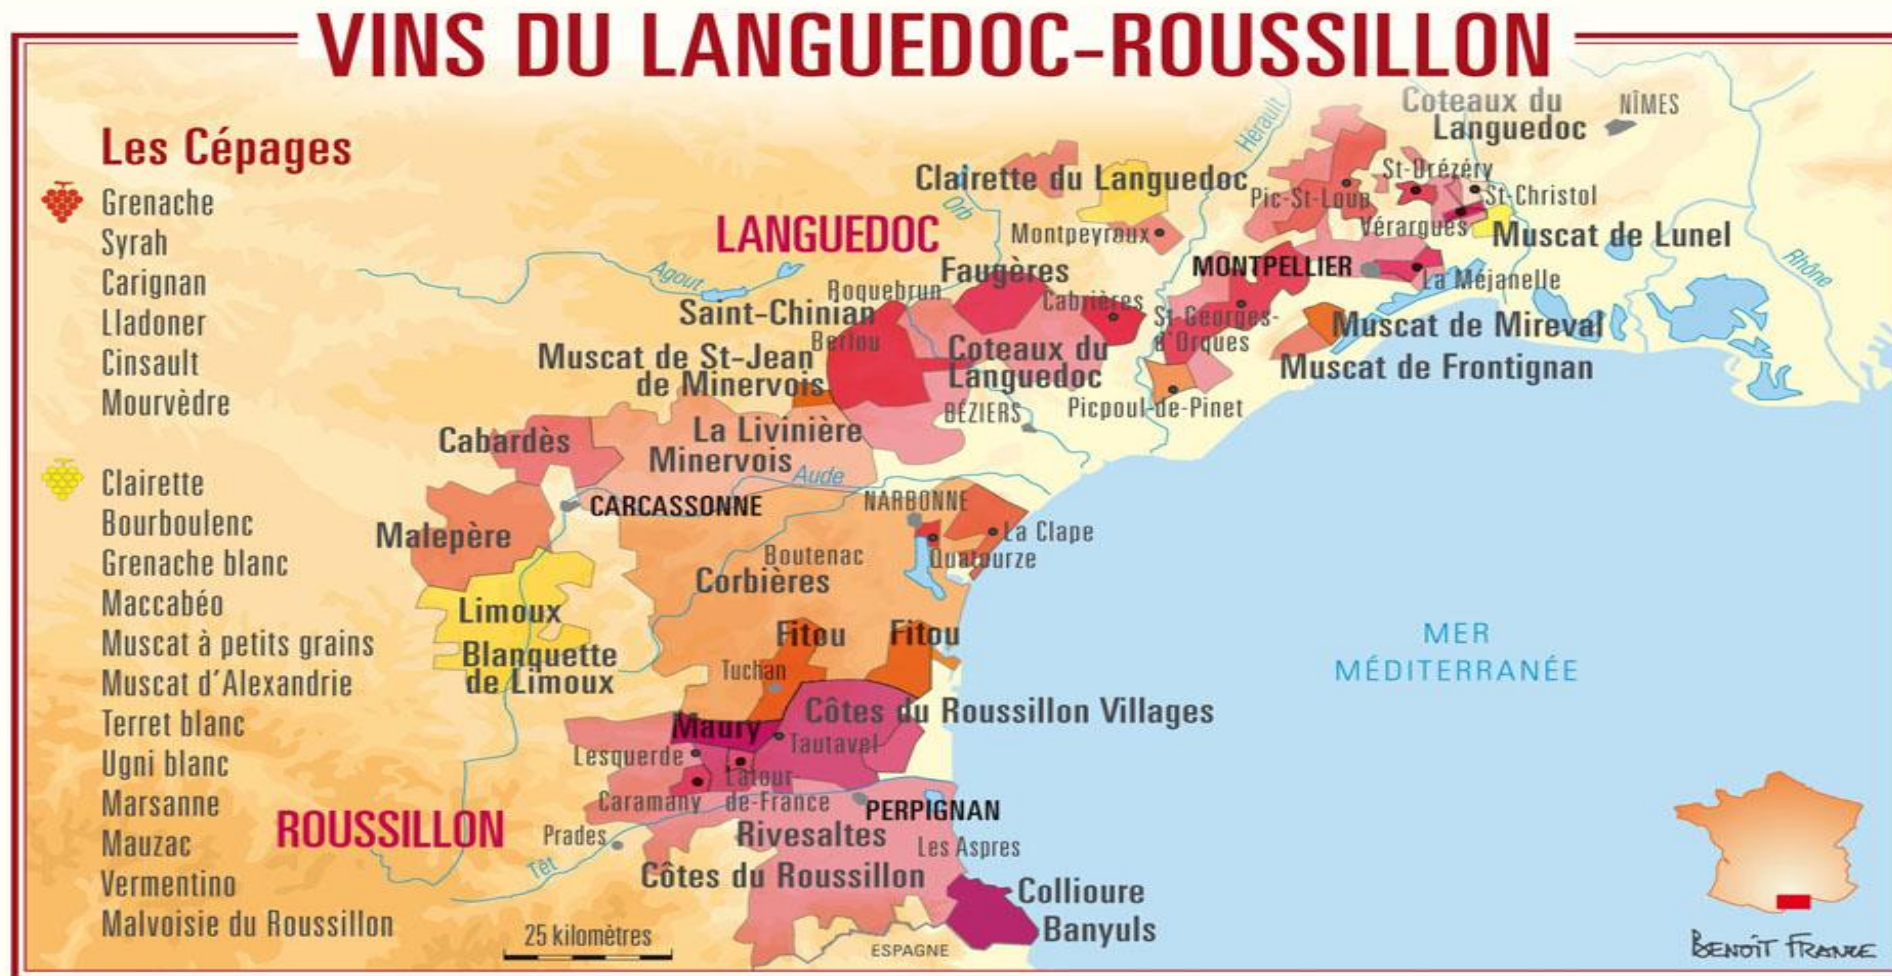 VINS DU LANGUEDOC-ROUSSILLON
Les Cépages
Grenache
Syrah
Carignan
Lladoner
Cinsault
Mourvèdre
Clairette
Bourboulenc
Grenache blanc
Maccabéo
Muscat à petits grains
Muscat d'Alexandrie
Terret blanc
Ugni blanc
Marsanne
Mauzac
Vermentino
Malvoisie du Roussillon
Coteaux du
Languedoc
NÎMES
Hérault
Clairette du Languedoc
Orb
St-Drézéry
Pic-St-Loup
St-Christol
Vérargues
Muscat de Lunel
LANGUEDOC
Montpeyroux
Rhône
Agout
Faugères
MONTPELLIER
La Méjanelle
Roquebrun
Cabrières
Saint-Chinian
Berlou
St-Georges-
d'Orques
Muscat de Mireval
Muscat de St-Jean
de Minervois
Coteaux du
Languedoc
Muscat de Frontignan
BÉZIERS
Picpoul-de-Pinet
Cabardès
La Livinière
Minervois
Aude
CARCASSONNE
NARBONNE
Malepère
La Clape
Quatourze
Boutenac
Corbières
Limoux
Blanquette
de Limoux
Fitou
Fitou
Tuchan
MER
MÉDITERRANÉE
Côtes du Roussillon Villages
Maury
Tautavel
Lesquerde
Latour-
de-France
Caramany
PERPIGNAN
ROUSSILLON
Prades
Rivesaltes
Les Aspres
Têt
Côtes du Roussillon
Collioure
Banyuls
25 kilomètres
ESPAGNE
BENOÎT FRANCE